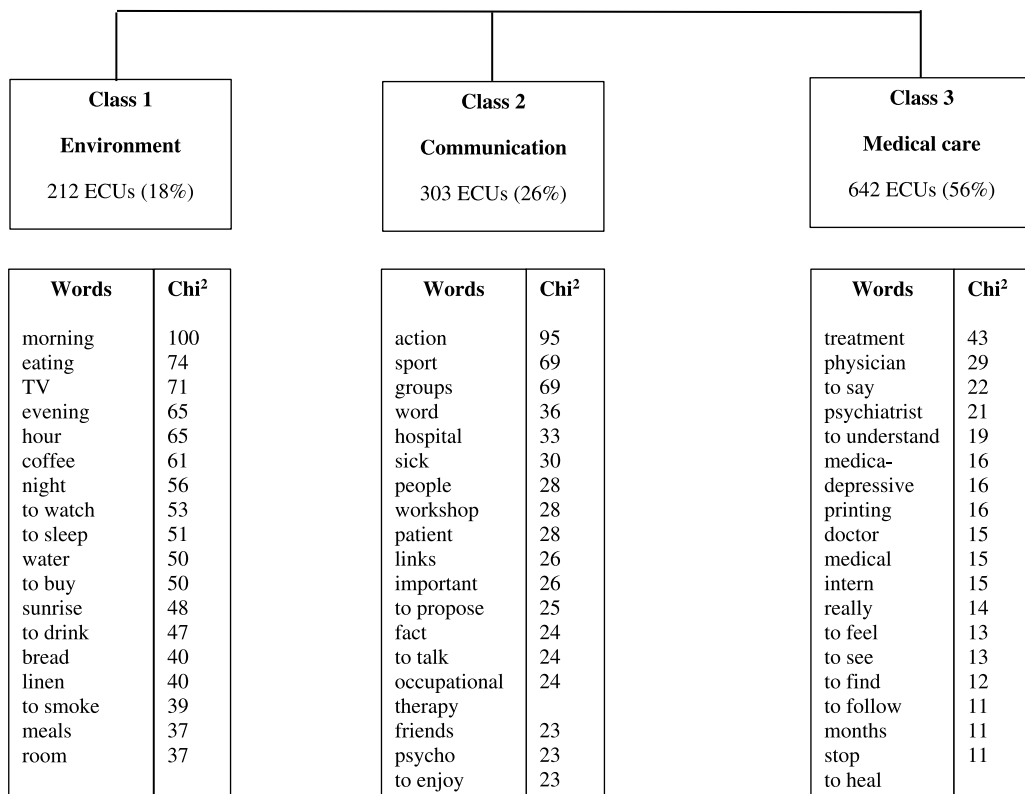 Class 1
Environment
212 ECUs (18%)
Class 2
Communication
303 ECUs (26%)
Class 3
Medical care
642 ECUs (56%)
Words Chi²
morning 100
eating 74
TV 71
evening 65
hour 65
coffee 61
night 56
to watch 53
to sleep 51
water 50
to buy 50
sunrise 48
to drink 47
bread 40
linen 40
to smoke 39
meals 37
room 37
Words Chi²
action 95
sport 69
groups 69
word 36
hospital 33
sick 30
people 28
workshop 28
patient 28
links 26
important 26
to propose 25
fact 24
to talk 24
occupational 24
therapy
friends 23
psycho 23
to enjoy 23
Words Chi²
treatment 43
physician 29
to say 22
psychiatrist 21
to understand 19
medica- 16
depressive 16
printing 16
doctor 15
medical 15
intern 15
really 14
to feel 13
to see 13
to find 12
to follow 11
months 11
stop 11
to heal